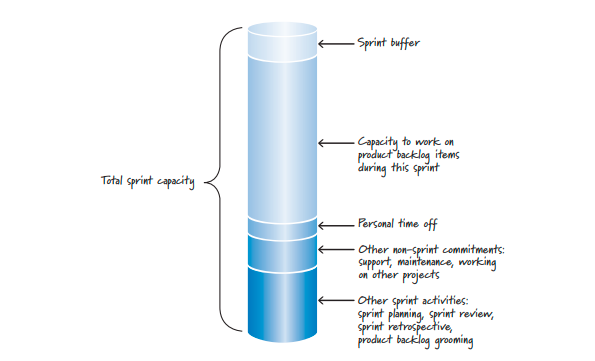 Sprint buffer
Capacity to work on
product backlog items
during this sprint
Total sprint capacity
Personal time off
Other non-sprint commitments:
support, maintenance, working
on other projects
Other sprint activities:
sprint planning, sprint review,
sprint retrospective,
product backlog grooming